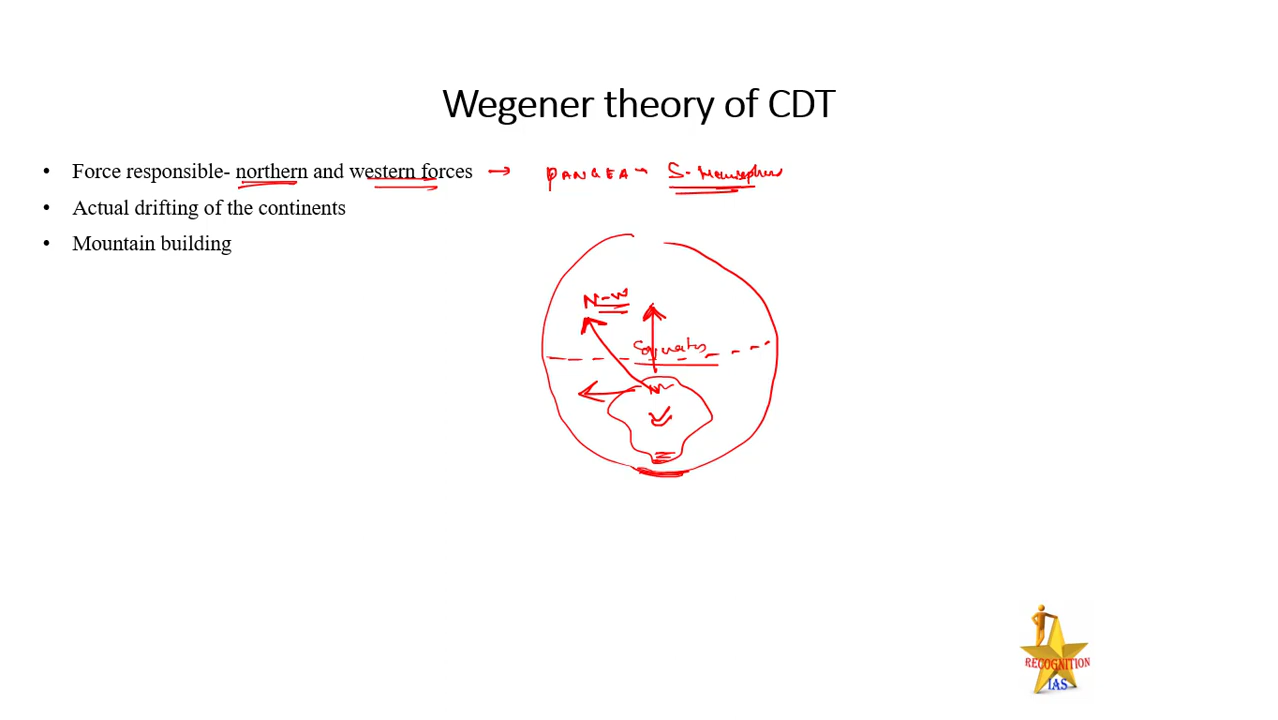 Wegener theory of CDT
• Force responsible- northern and western forces → PANGEA - S. Hemisphere
• Actual drifting of the continents
• Mountain building
N-W
Equator
RECOGNITION
IAS